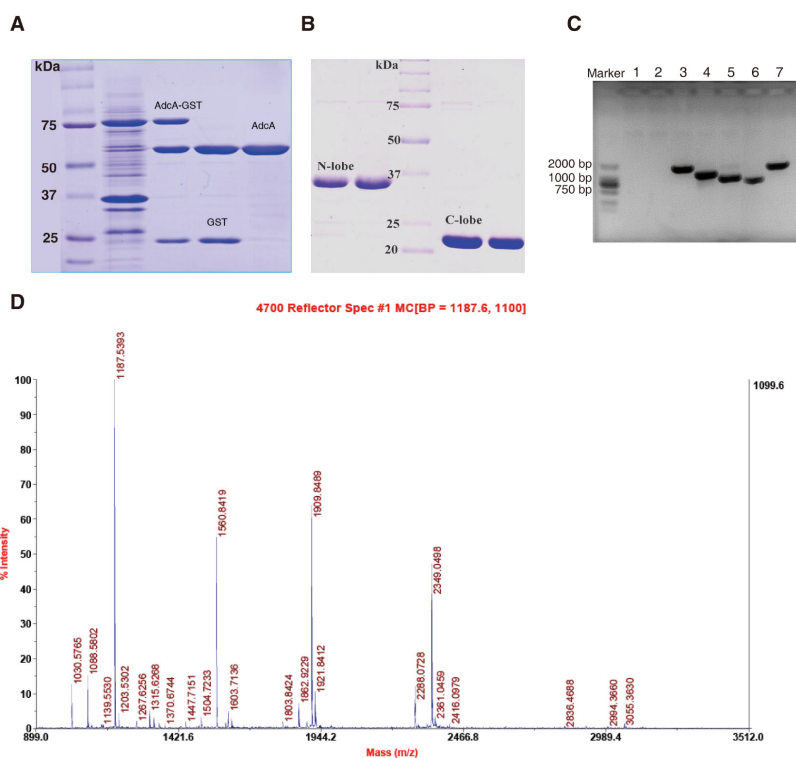 A
B
C
kDa
AdcA-GST
AdcA
75
50
37
GST
25
kDa
75
50
N-lobe
37
25
C-lobe
20
Marker 1 2 3 4 5 6 7
2000 bp
1000 bp
750 bp
D
4700 Reflector Spec #1 MC[BP = 1187.6, 1100]
100
90
80
70
60
50
40
30
20
10
0
% Intensity
1099.6
1030.5765
1088.5802
1139.5530
1187.5393
1203.5302
1267.6256
1315.6268
1370.6744
1447.7151
1504.7233
1560.8419
1603.7136
1803.8424
1862.9229
1909.8489
1921.8412
2288.0728
2349.0498
2361.0459
2416.0979
2836.4688
2994.3660
3055.3630
899.0 1421.6 1944.2 2466.8 2989.4 3512.0
Mass (m/z)